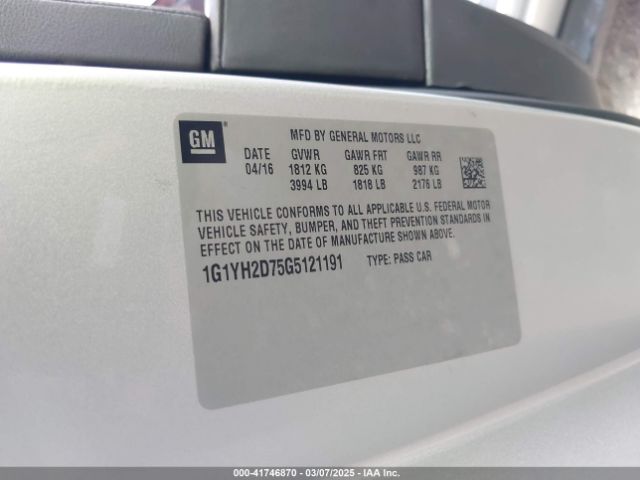 GM®
MFD BY GENERAL MOTORS LLC
DATE GVWR GAWR FRT GAWR RR
04/16 1812 KG 825 KG 987 KG
3994 LB 1818 LB 2176 LB
THIS VEHICLE CONFORMS TO ALL APPLICABLE U.S. FEDERAL MOTOR
VEHICLE SAFETY, BUMPER, AND THEFT PREVENTION STANDARDS IN
EFFECT ON THE DATE OF MANUFACTURE SHOWN ABOVE.
1G1YH2D75G5121191 TYPE: PASS CAR
000-41746870 — 03/07/2025 — IAA Inc.